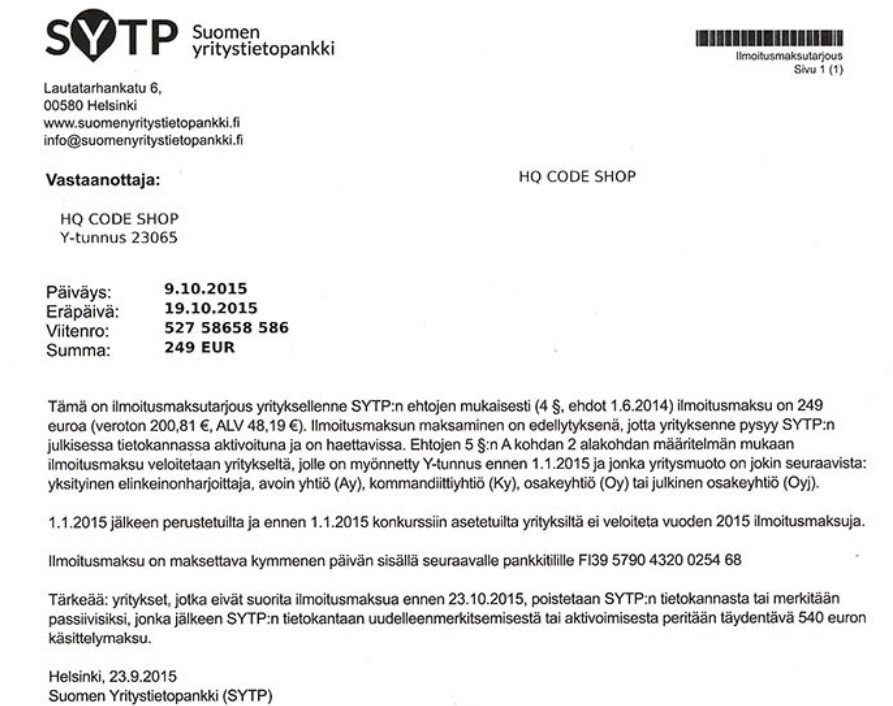 SYTP Suomen
yritystietopankki
Ilmoitusmaksutarjous
Sivu 1 (1)
Lautatarhankatu 6,
00580 Helsinki
www.suomenyritystietopankki.fi
info@suomenyritystietopankki.fi
Vastaanottaja:
HQ CODE SHOP
HQ CODE SHOP
Y-tunnus 23065
Päiväys: 9.10.2015
Eräpäivä: 19.10.2015
Viitenro: 527 58658 586
Summa: 249 EUR
Tämä on ilmoitusmaksutarjous yrityksellenne SYTP:n ehtojen mukaisesti (4 §, ehdot 1.6.2014) ilmoitusmaksu on 249
euroa (veroton 200,81 €, ALV 48,19 €). Ilmoitusmaksun maksaminen on edellytyksenä, jotta yrityksenne pysyy SYTP:n
julkisessa tietokannassa aktivoituna ja on haettavissa. Ehtojen 5 §:n A kohdan 2 alakohdan määritelmän mukaan
ilmoitusmaksu veloitetaan yritykseltä, jolle on myönnetty Y-tunnus ennen 1.1.2015 ja jonka yritysmuoto on jokin seuraavista:
yksityinen elinkeinonharjoittaja, avoin yhtiö (Ay), kommandiittiyhtiö (Ky), osakeyhtiö (Oy) tai julkinen osakeyhtiö (Oyj).
1.1.2015 jälkeen perustetuilta ja ennen 1.1.2015 konkurssiin asetetuilta yrityksiltä ei veloiteta vuoden 2015 ilmoitusmaksuja.
Ilmoitusmaksu on maksettava kymmenen päivän sisällä seuraavalle pankkitilille FI39 5790 4320 0254 68
Tärkeää: yritykset, jotka eivät suorita ilmoitusmaksua ennen 23.10.2015, poistetaan SYTP:n tietokannasta tai merkitään
passiivisiksi, jonka jälkeen SYTP:n tietokantaan uudelleenmerkitsemisestä tai aktivoimisesta peritään täydentävä 540 euron
käsittelymaksu.
Helsinki, 23.9.2015
Suomen Yritystietopankki (SYTP)